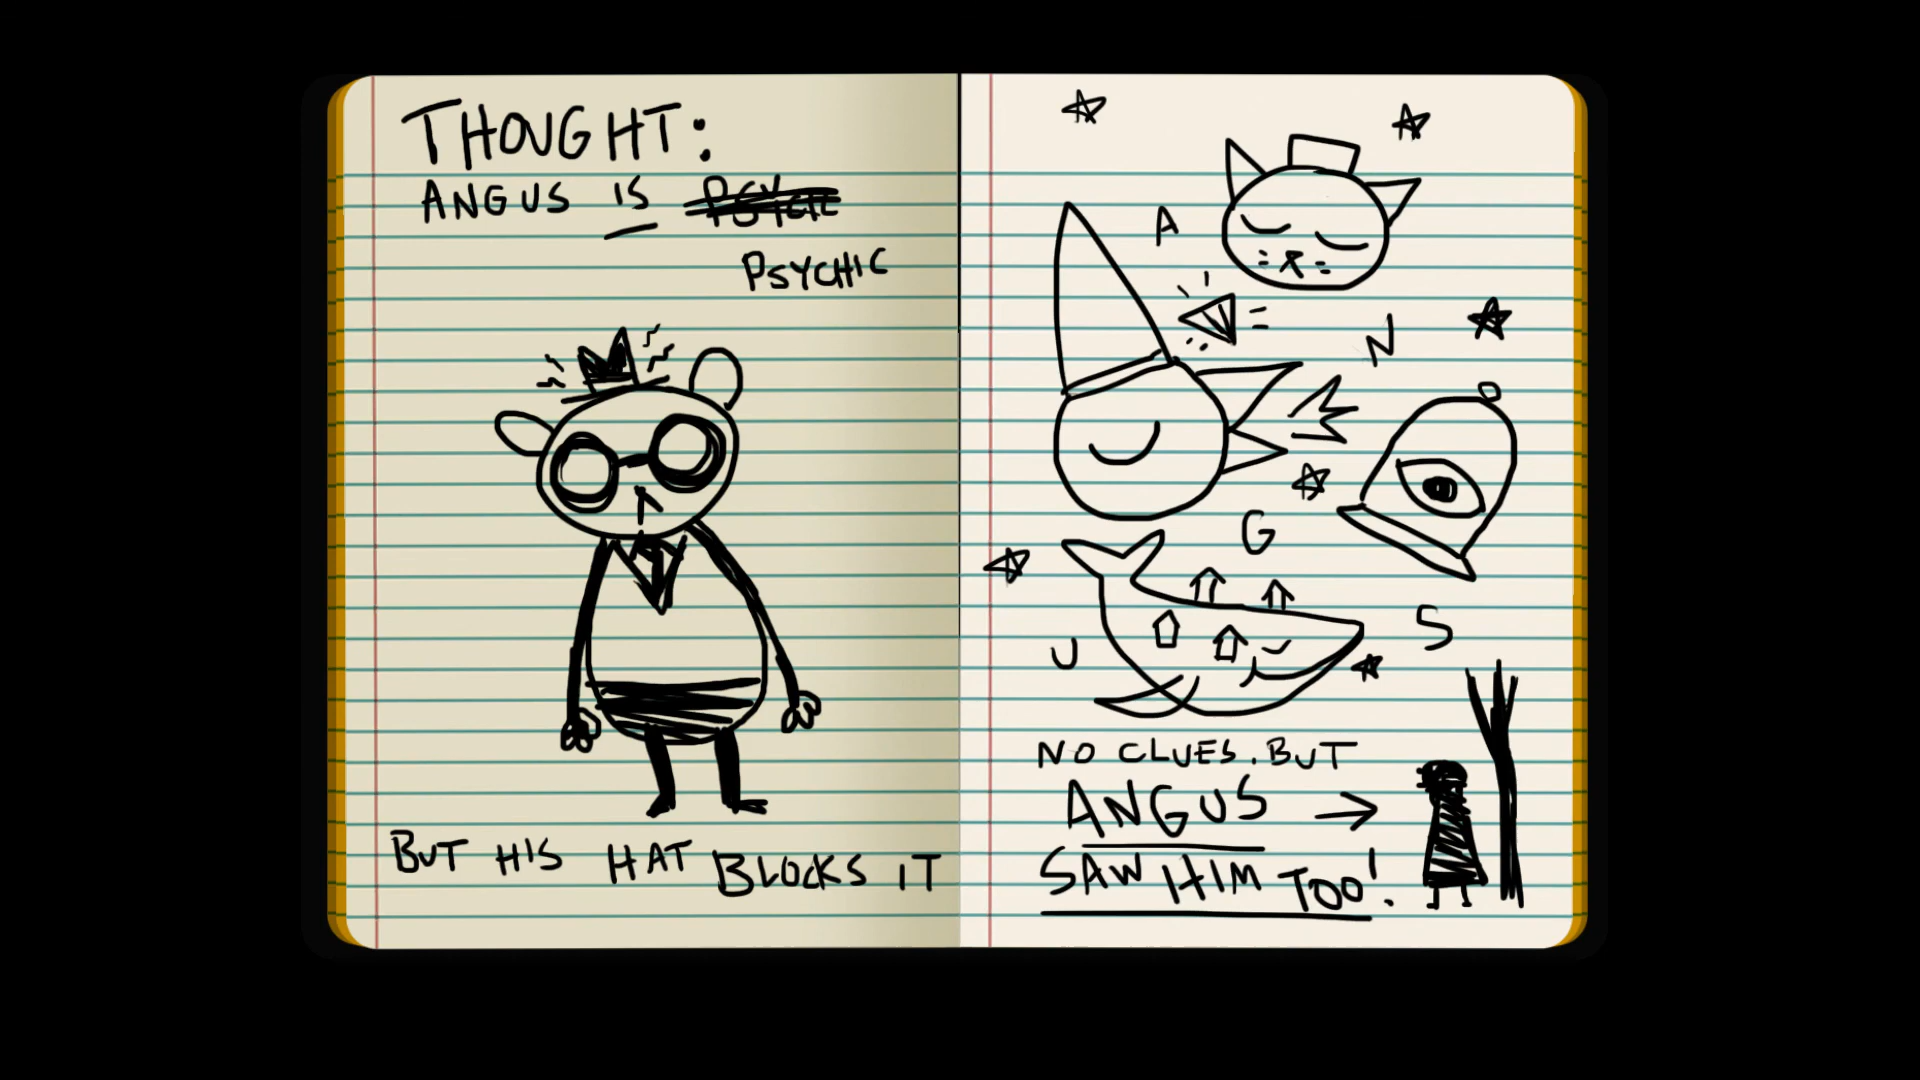 THOUGHT:
ANGUS IS
PSYCHIC
BUT HIS HAT BLOCKS IT
A
N
G
U
S
NO CLUES. BUT
ANGUS →
SAW HIM TOO!